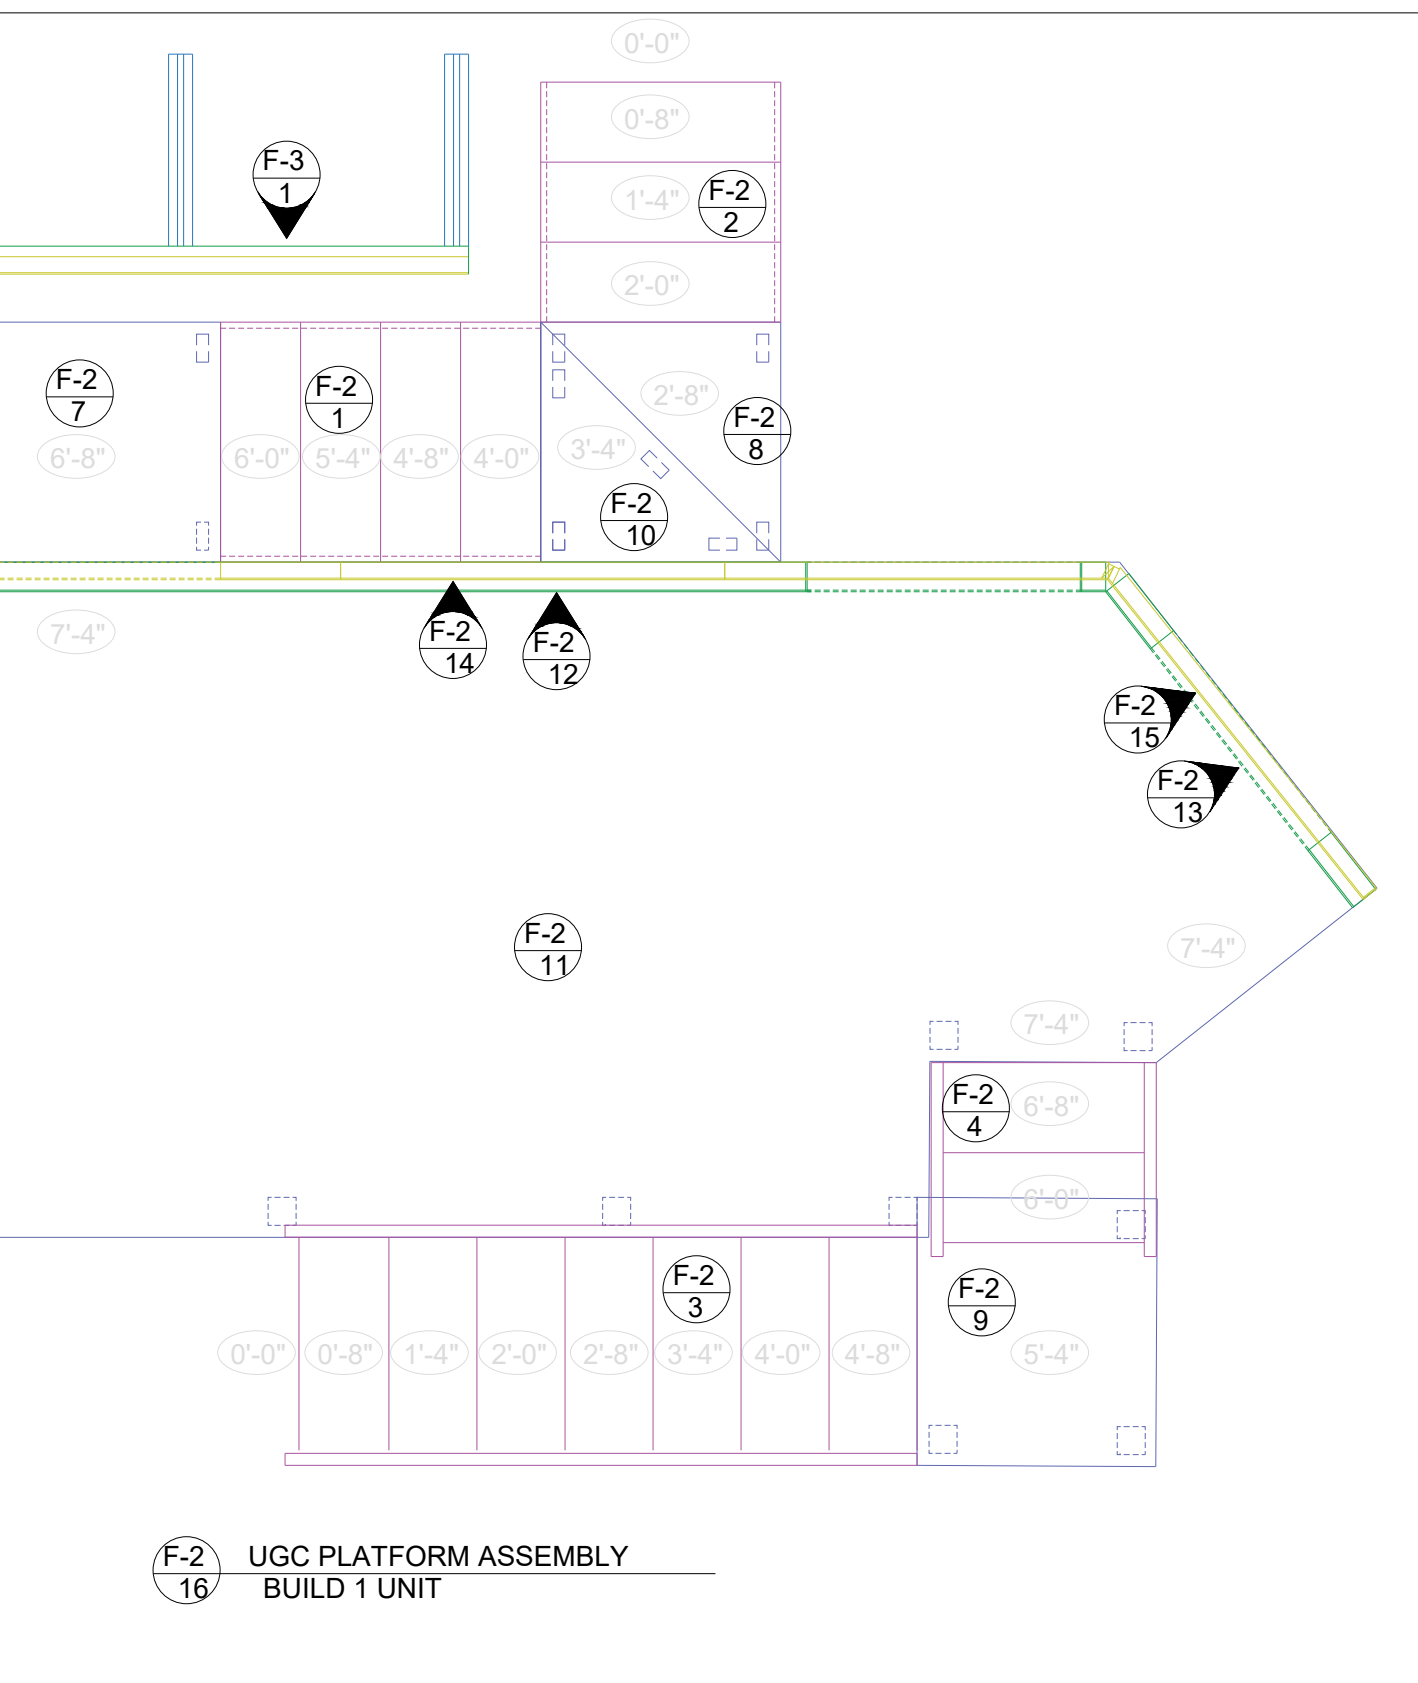 0'-0"
0'-8"
F-3
1
1'-4"
F-2
2
2'-0"
F-2
7
F-2
1
2'-8"
F-2
8
6'-8"
6'-0"
5'-4"
4'-8"
4'-0"
3'-4"
F-2
10
7'-4"
F-2
14
F-2
12
F-2
15
F-2
13
F-2
11
7'-4"
7'-4"
F-2
4
6'-8"
6'-0"
F-2
3
F-2
9
0'-0"
0'-8"
1'-4"
2'-0"
2'-8"
3'-4"
4'-0"
4'-8"
5'-4"
F-2
16
UGC PLATFORM ASSEMBLY
BUILD 1 UNIT